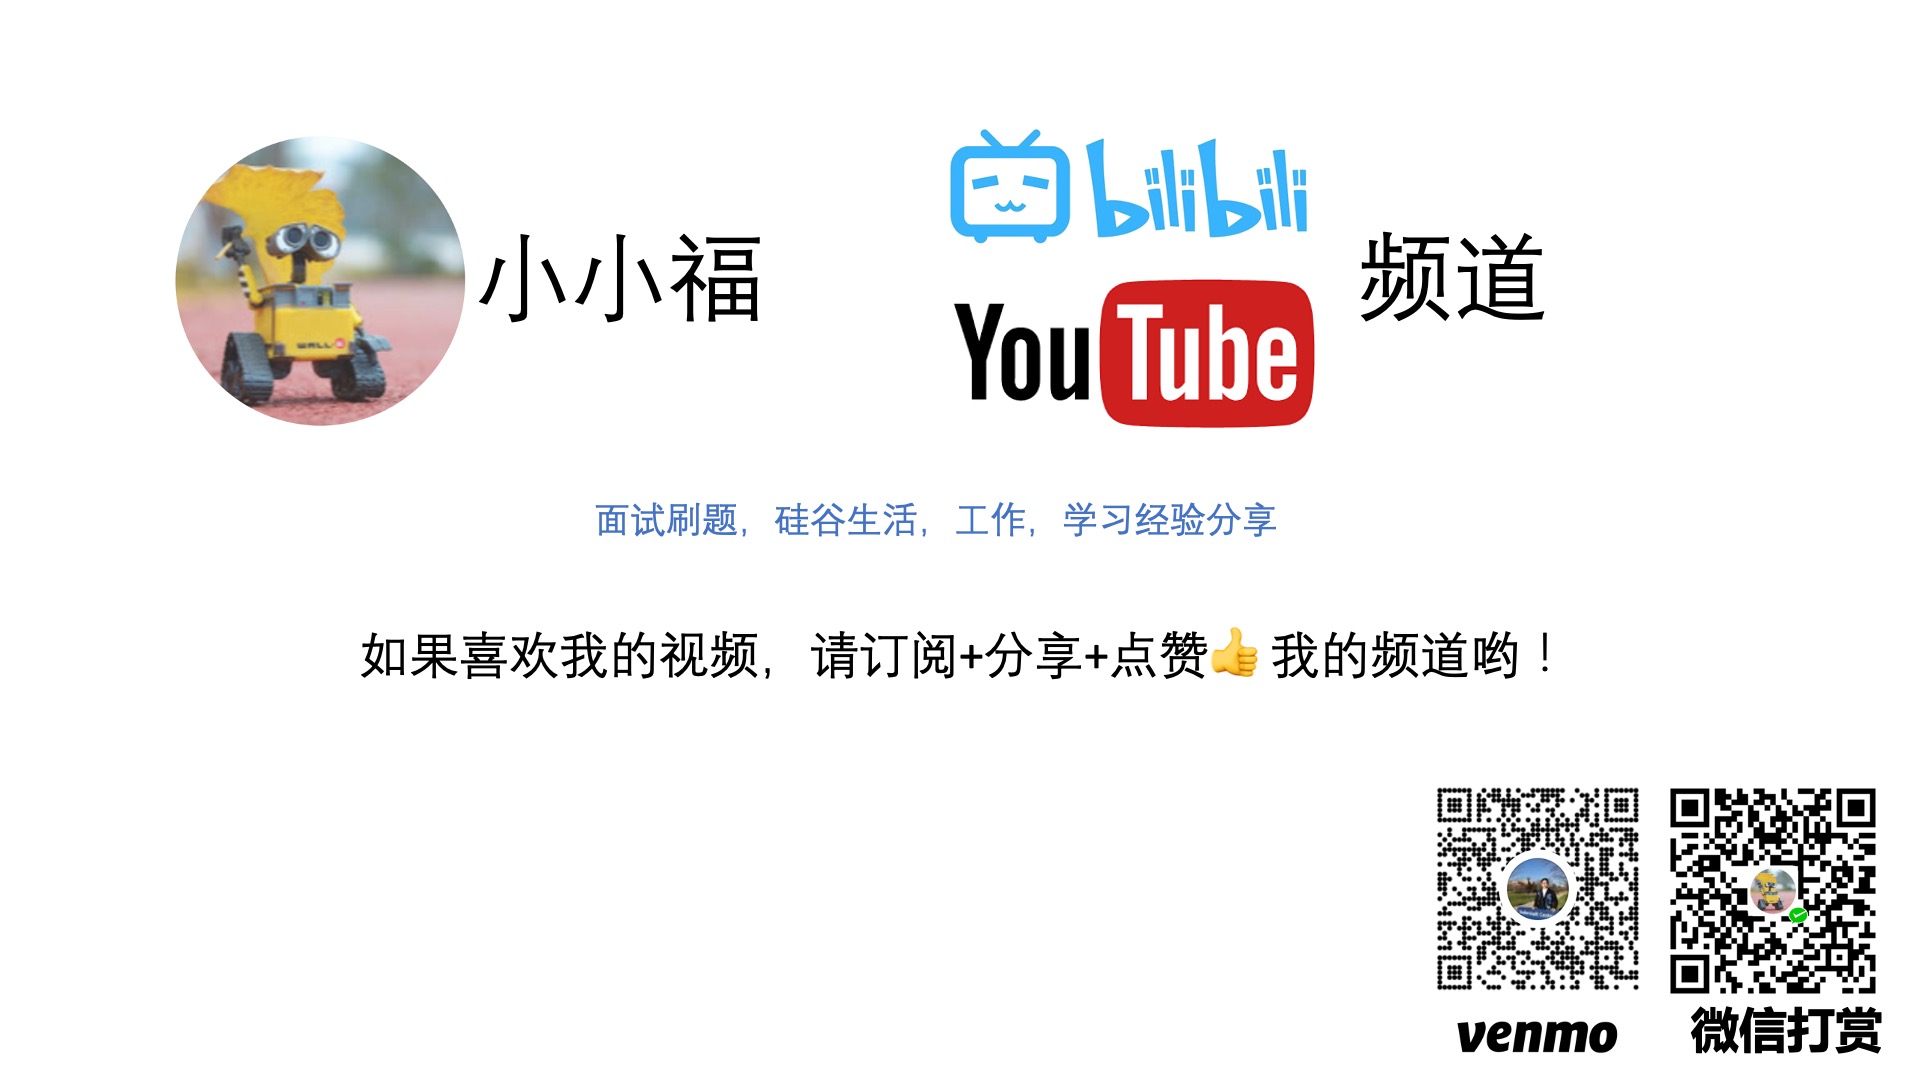 小小福
bilibili
YouTube
频道
WALL·E
面试刷题，硅谷生活，工作，学习经验分享
如果喜欢我的视频，请订阅+分享+点赞👍我的频道哟！
venmo
微信打赏